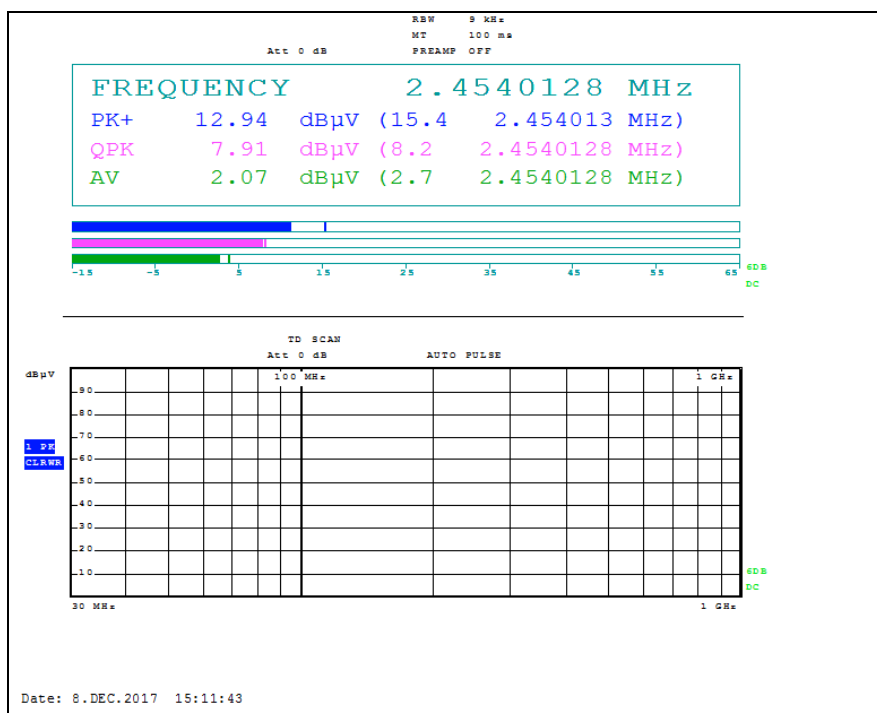 RBW 9 kHz
MT 100 ms
Att 0 dB PREAMP OFF
FREQUENCY 2.4540128 MHz
PK+ 12.94 dBµV (15.4 2.454013 MHz)
QPK 7.91 dBµV (8.2 2.4540128 MHz)
AV 2.07 dBµV (2.7 2.4540128 MHz)
-15 -5 5 15 25 35 45 55 65
6DB
DC
TD SCAN
Att 0 dB AUTO PULSE
dBµV
100 MHz 1 GHz
90
80
70
1 PK
CLRWR
60
50
40
30
20
10
6DB
DC
30 MHz 1 GHz
Date: 8.DEC.2017 15:11:43